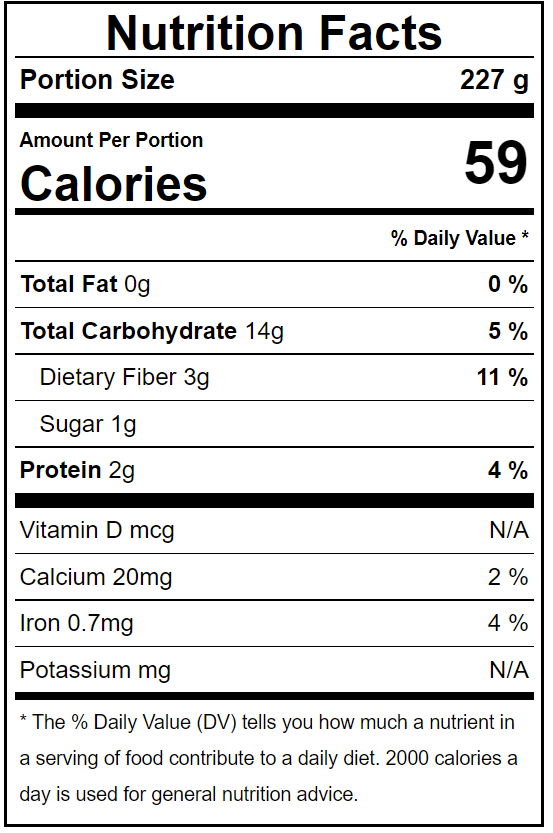 Nutrition Facts
Portion Size 227 g
Amount Per Portion
Calories 59
% Daily Value *
Total Fat 0g 0 %
Total Carbohydrate 14g 5 %
Dietary Fiber 3g 11 %
Sugar 1g
Protein 2g 4 %
Vitamin D mcg N/A
Calcium 20mg 2 %
Iron 0.7mg 4 %
Potassium mg N/A
* The % Daily Value (DV) tells you how much a nutrient in
a serving of food contribute to a daily diet. 2000 calories a
day is used for general nutrition advice.